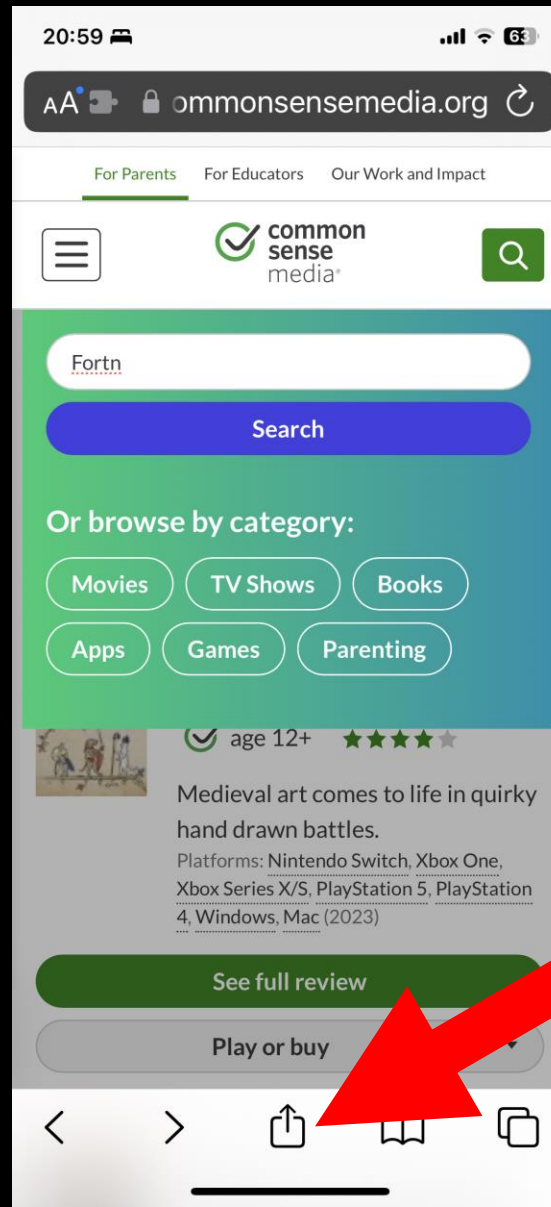 20:59
63
AA ommonsensemedia.org
For Parents For Educators Our Work and Impact
common
sense
media
Fortn
Search
Or browse by category:
Movies TV Shows Books
Apps Games Parenting
age 12+
Medieval art comes to life in quirky
hand drawn battles.
Platforms: Nintendo Switch, Xbox One,
Xbox Series X/S, PlayStation 5, PlayStation
4, Windows, Mac (2023)
See full review
Play or buy